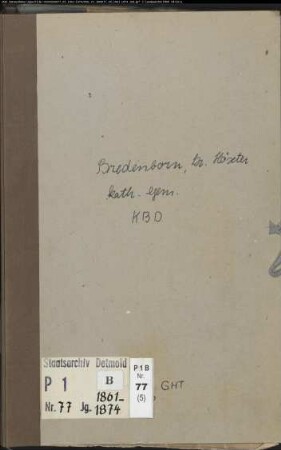 Bredenborn, Kr. Höxter
kath. Gem.
KBD
Staatsarchiv Detmold
P 1
B
Nr. 77 Jg. 1861-
1874
P1B
Nr.
77
(5)
GHT